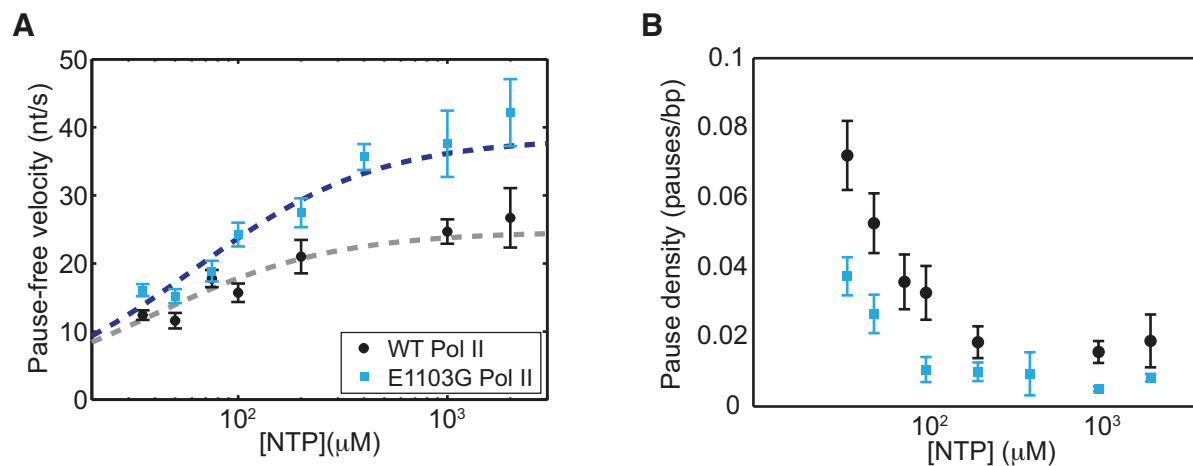 A
Pause-free velocity (nt/s)
50
40
30
20
10
0
10²
10³
[NTP](μM)
WT Pol II
E1103G Pol II
B
Pause density (pauses/bp)
0.1
0.08
0.06
0.04
0.02
0
10²
10³
[NTP] (μM)